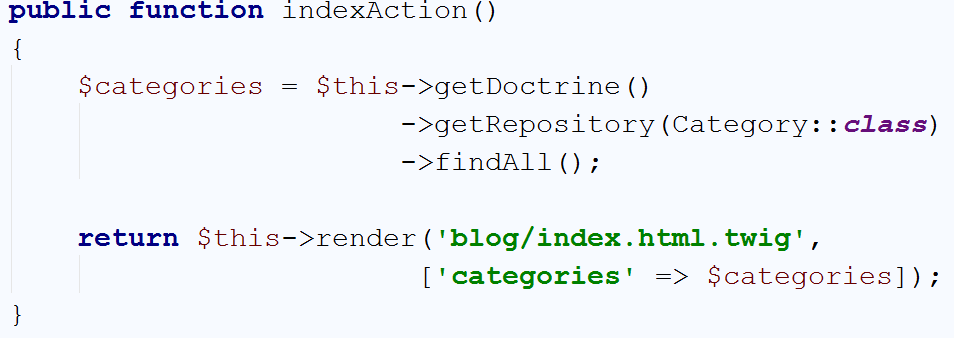 public function indexAction()
{
$categories = $this->getDoctrine()
->getRepository(Category::class)
->findAll();
return $this->render('blog/index.html.twig',
['categories' => $categories]);
}